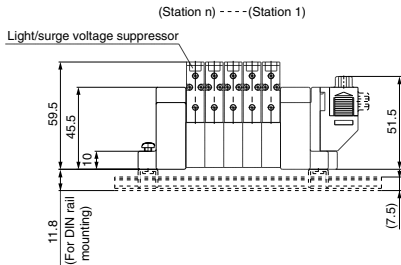 (Station n) ----(Station 1)
Light/surge voltage suppressor
59.5
45.5
10
51.5
11.8
(For DIN rail
mounting)
(7.5)